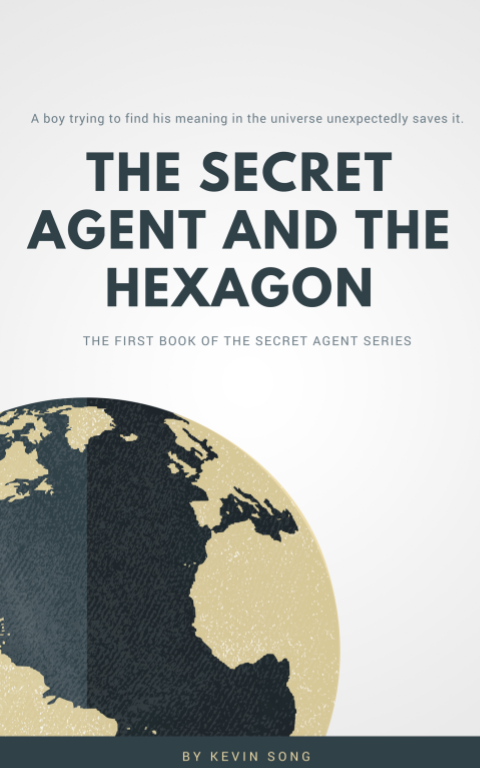 A boy trying to find his meaning in the universe unexpectedly saves it.
THE SECRET
AGENT AND THE
HEXAGON
THE FIRST BOOK OF THE SECRET AGENT SERIES
BY KEVIN SONG